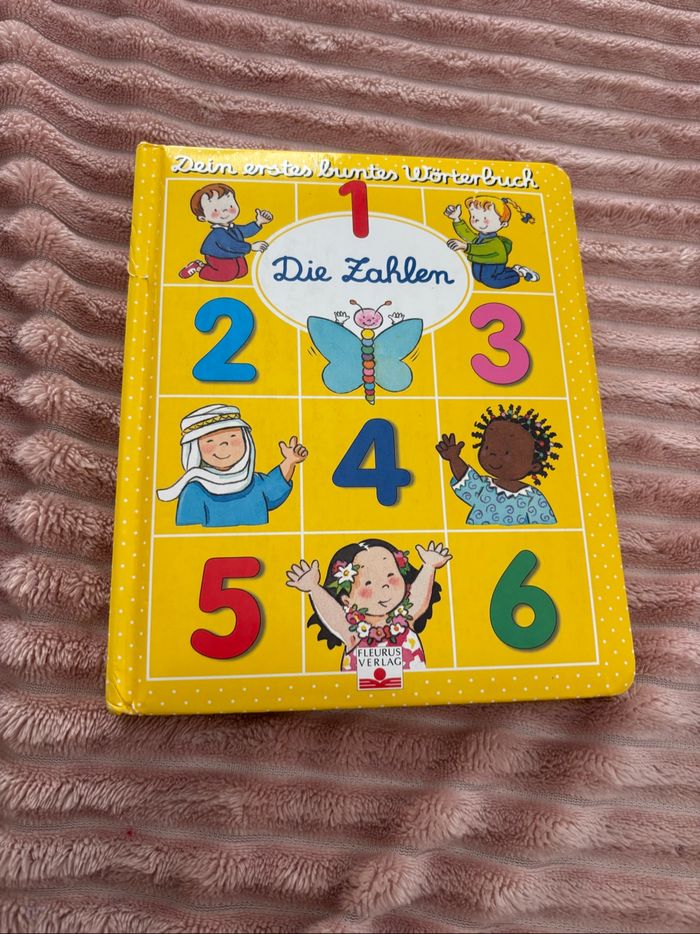 Dein erstes buntes Wörterbuch
1
Die Zahlen
2
3
4
5
6
FLEURUS
VERLAG